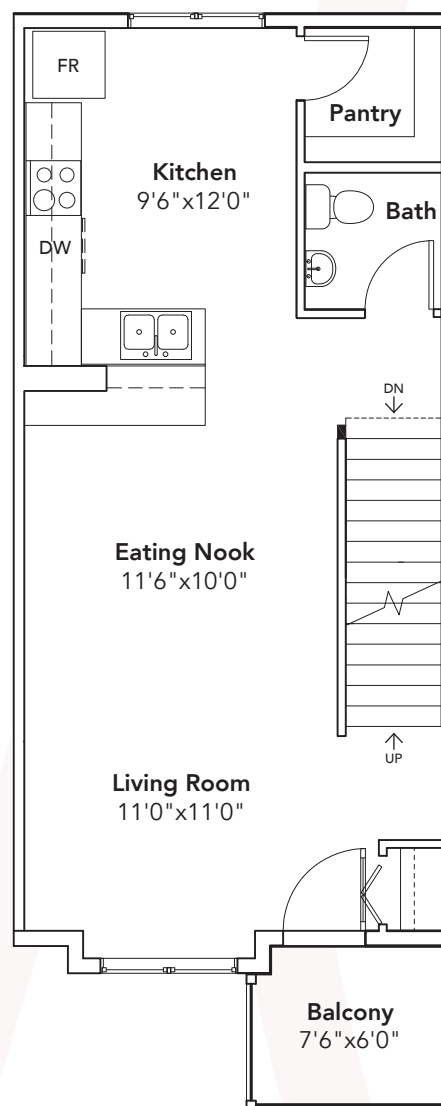 FR
Pantry
Kitchen
9'6"x12'0"
Bath
DW
DN
Eating Nook
11'6"x10'0"
UP
Living Room
11'0"x11'0"
Balcony
7'6"x6'0"